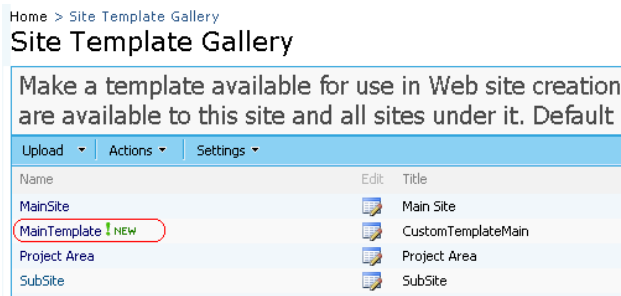 Home > Site Template Gallery
Site Template Gallery
Make a template available for use in Web site creation
are available to this site and all sites under it. Default
Upload Actions Settings
Name Edit Title
MainSite Main Site
MainTemplate ! NEW CustomTemplateMain
Project Area Project Area
SubSite SubSite